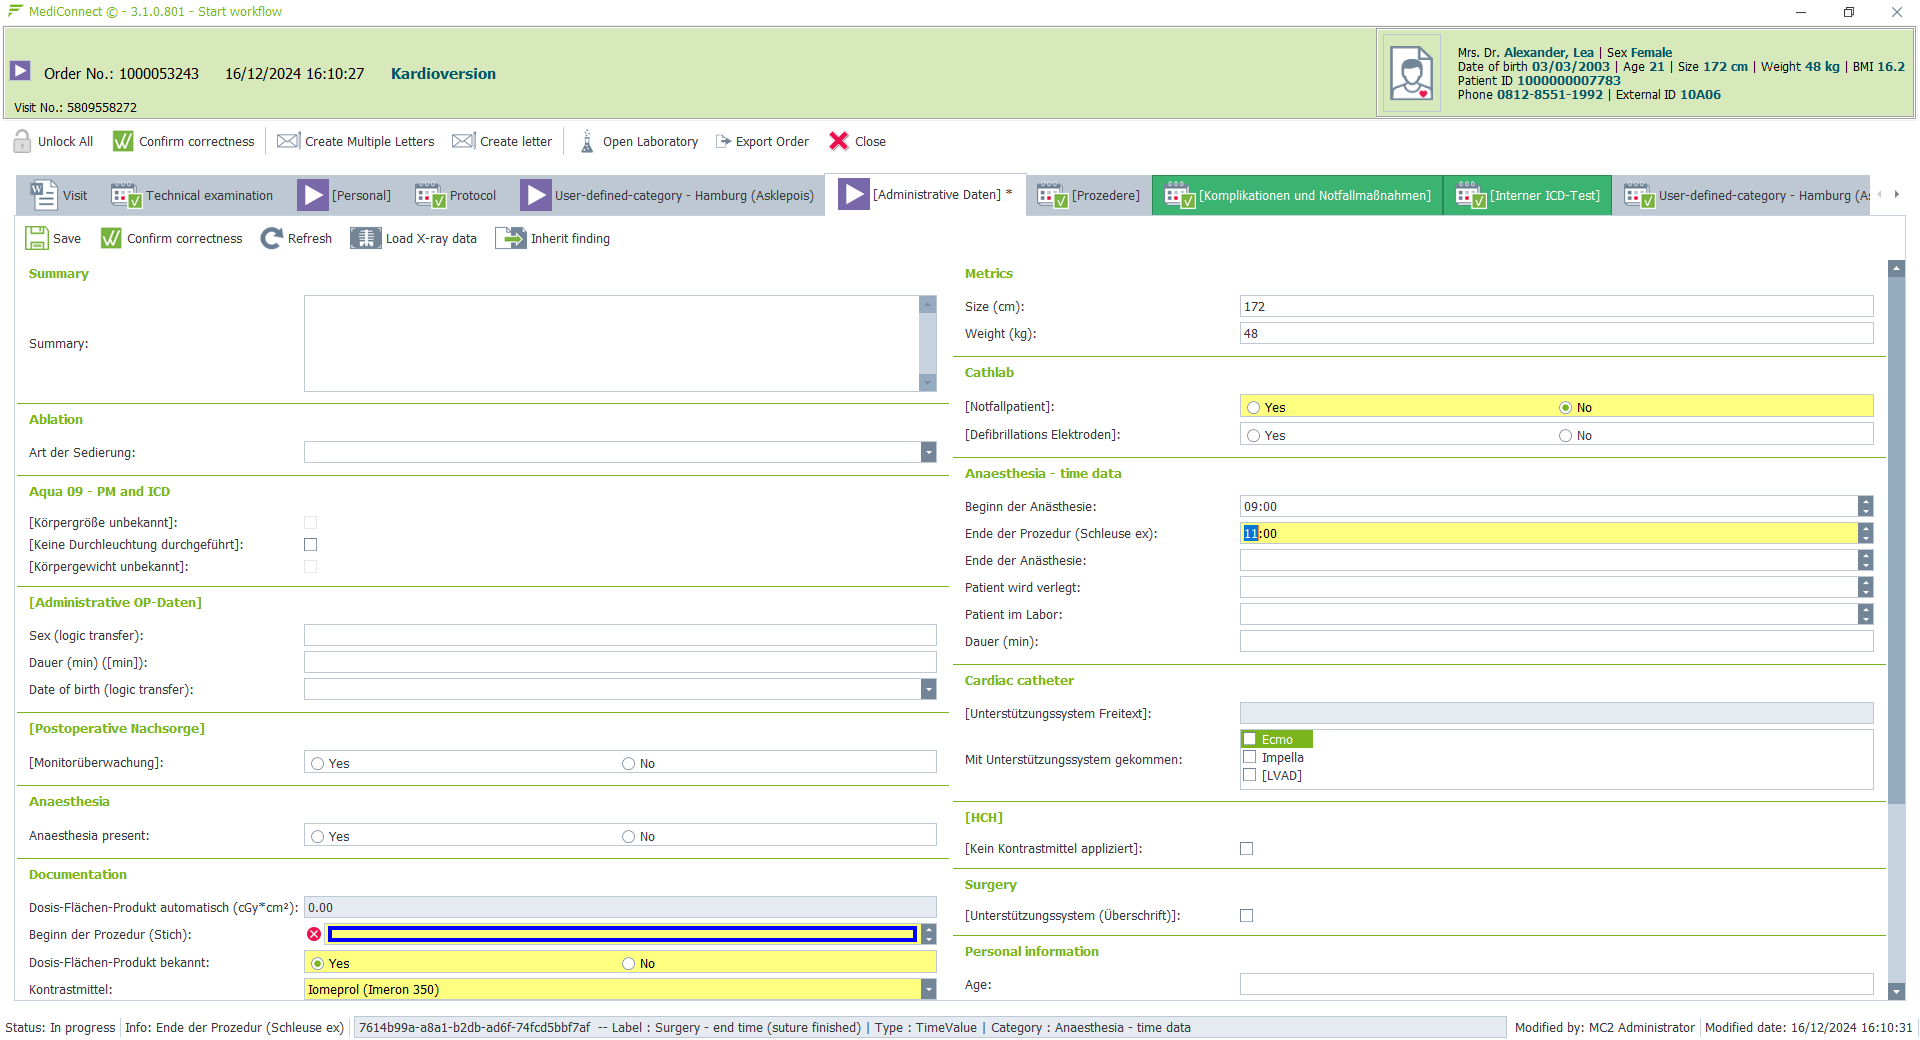 MediConnect © - 3.1.0.801 - Start workflow
Order No.: 1000053243 16/12/2024 16:10:27 Kardioversion
Visit No.: 5809558272
Mrs. Dr. Alexander, Lea | Sex Female
Date of birth 03/03/2003 | Age 21 | Size 172 cm | Weight 48 kg | BMI 16.2
Patient ID 1000000007783
Phone 0812-8551-1992 | External ID 10A06
Unlock All Confirm correctness Create Multiple Letters Create letter Open Laboratory Export Order Close
Visit Technical examination [Personal] Protocol User-defined-category - Hamburg (Asklepois) [Administrative Daten] * [Prozedere] [Komplikationen und Notfallmaßnahmen] [Interner ICD-Test] User-defined-category - Hamburg (As
Save Confirm correctness Refresh Load X-ray data Inherit finding
Summary
Summary:
Ablation
Art der Sedierung:
Aqua 09 - PM and ICD
[Körpergröße unbekannt]:
[Keine Durchleuchtung durchgeführt]:
[Körpergewicht unbekannt]:
[Administrative OP-Daten]
Sex (logic transfer):
Dauer (min) ([min]):
Date of birth (logic transfer):
[Postoperative Nachsorge]
[Monitorüberwachung]: Yes No
Anaesthesia
Anaesthesia present: Yes No
Documentation
Dosis-Flächen-Produkt automatisch (cGy*cm²): 0.00
Beginn der Prozedur (Stich):
Dosis-Flächen-Produkt bekannt: Yes No
Kontrastmittel: Iomeprol (Imeron 350)
Metrics
Size (cm): 172
Weight (kg): 48
Cathlab
[Notfallpatient]: Yes No
[Defibrillations Elektroden]: Yes No
Anaesthesia - time data
Beginn der Anästhesie: 09:00
Ende der Prozedur (Schleuse ex): 11:00
Ende der Anästhesie:
Patient wird verlegt:
Patient im Labor:
Dauer (min):
Cardiac catheter
[Unterstützungssystem Freitext]:
Mit Unterstützungssystem gekommen: Ecmo
Impella
[LVAD]
[HCH]
[Kein Kontrastmittel appliziert]:
Surgery
[Unterstützungssystem (Überschrift)]:
Personal information
Age:
Status: In progress Info: Ende der Prozedur (Schleuse ex) 7614b99a-a8a1-b2db-ad6f-74fcd5bbf7af -- Label : Surgery - end time (suture finished) | Type : TimeValue | Category : Anaesthesia - time data Modified by: MC2 Administrator Modified date: 16/12/2024 16:10:31